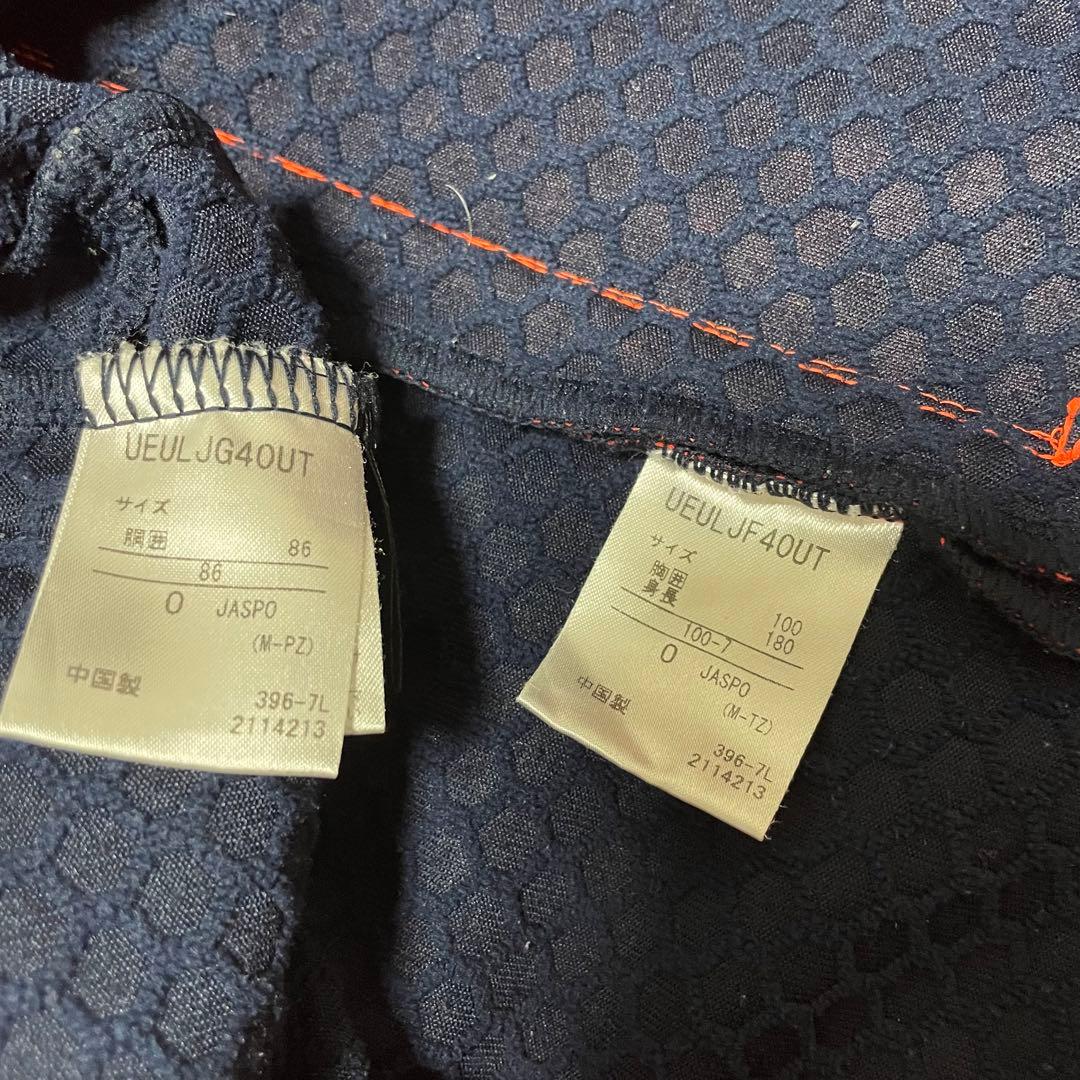 UEULJG40UT
サイズ
胴囲 86
86
O JASPO
(M-PZ)
中国製
396-7L
2114213
UEULJF40UT
サイズ
胸囲 100
身長 180
100-7
O JASPO
(M-TZ)
中国製
396-7L
2114213